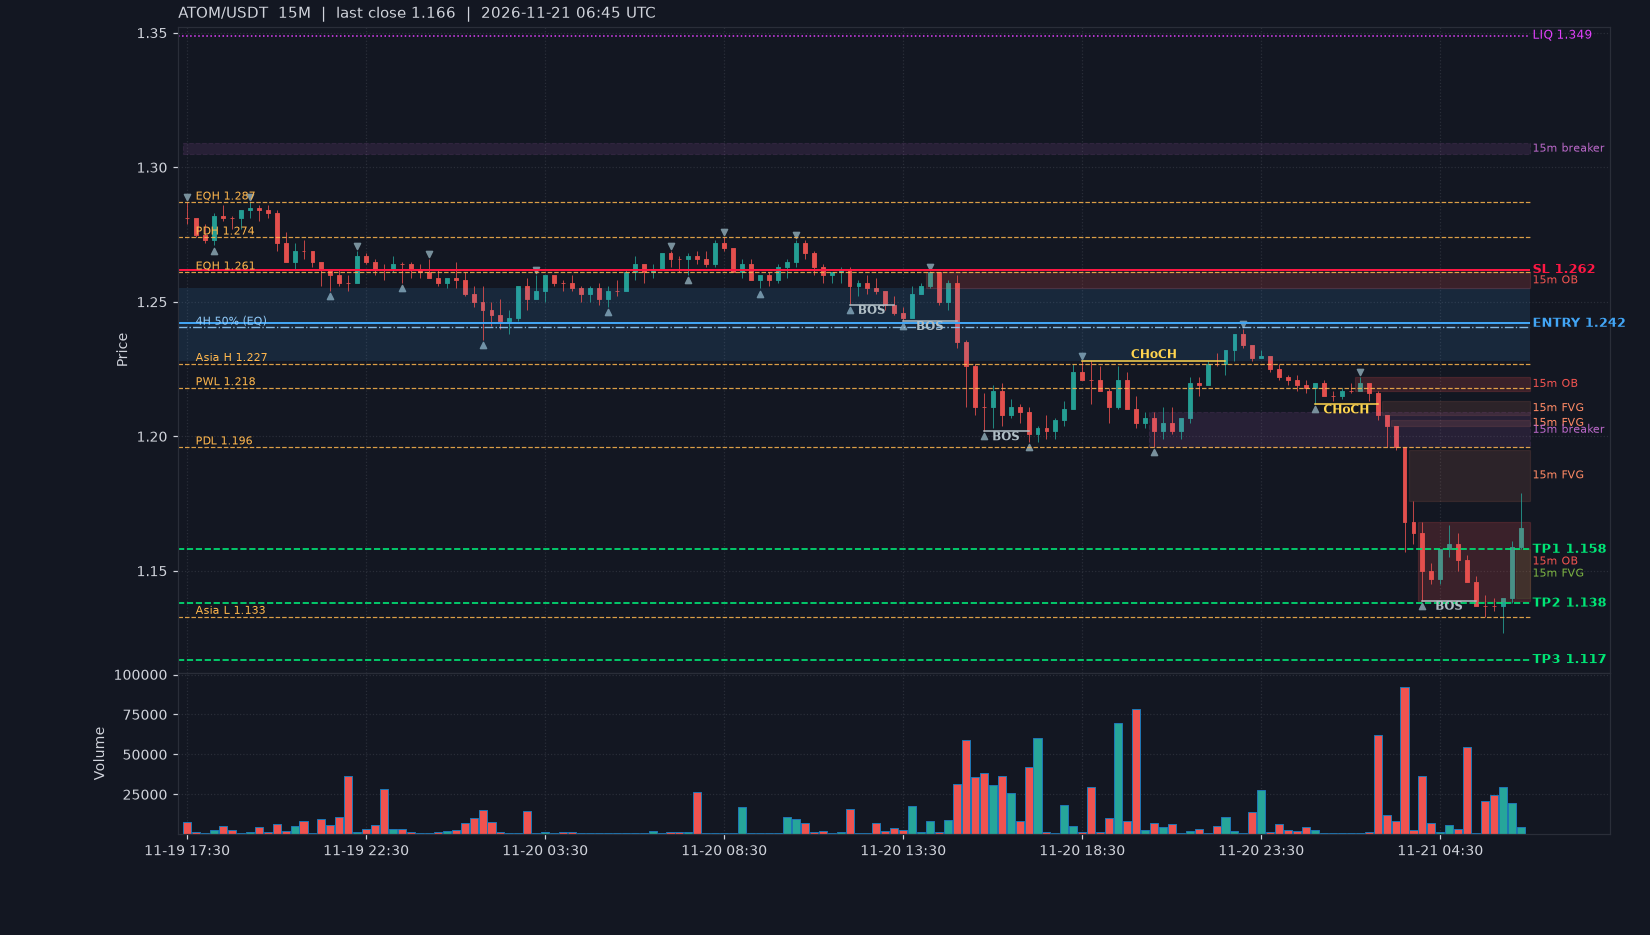 ATOM/USDT 15M | last close 1.166 | 2026-11-21 06:45 UTC
1.35
LIQ 1.349
15m breaker
1.30
EQH 1.287
PDH 1.274
EQH 1.261
SL 1.262
15m OB
1.25
BOS
BOS
4H 50% (EQ)
ENTRY 1.242
Price
Asia H 1.227
CHoCH
PWL 1.218
15m OB
CHoCH
15m FVG
15m FVG
15m breaker
1.20
PDL 1.196
BOS
15m FVG
TP1 1.158
15m OB
1.15
15m FVG
TP2 1.138
BOS
Asia L 1.133
TP3 1.117
100000
75000
Volume
50000
25000
11-19 17:30
11-19 22:30
11-20 03:30
11-20 08:30
11-20 13:30
11-20 18:30
11-20 23:30
11-21 04:30